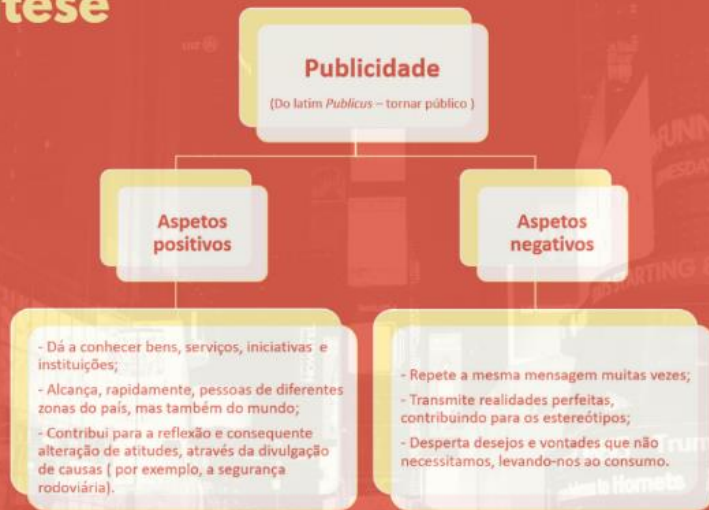 tese
Publicidade
(Do latim Publicus – tornar público )
Aspetos
positivos
Aspetos
negativos
- Dá a conhecer bens, serviços, iniciativas e
instituições;
- Alcança, rapidamente, pessoas de diferentes
zonas do país, mas também do mundo;
- Contribui para a reflexão e consequente
alteração de atitudes, através da divulgação
de causas ( por exemplo, a segurança
rodoviária).
- Repete a mesma mensagem muitas vezes;
- Transmite realidades perfeitas,
contribuindo para os estereótipos;
- Desperta desejos e vontades que não
necessitamos, levando-nos ao consumo.